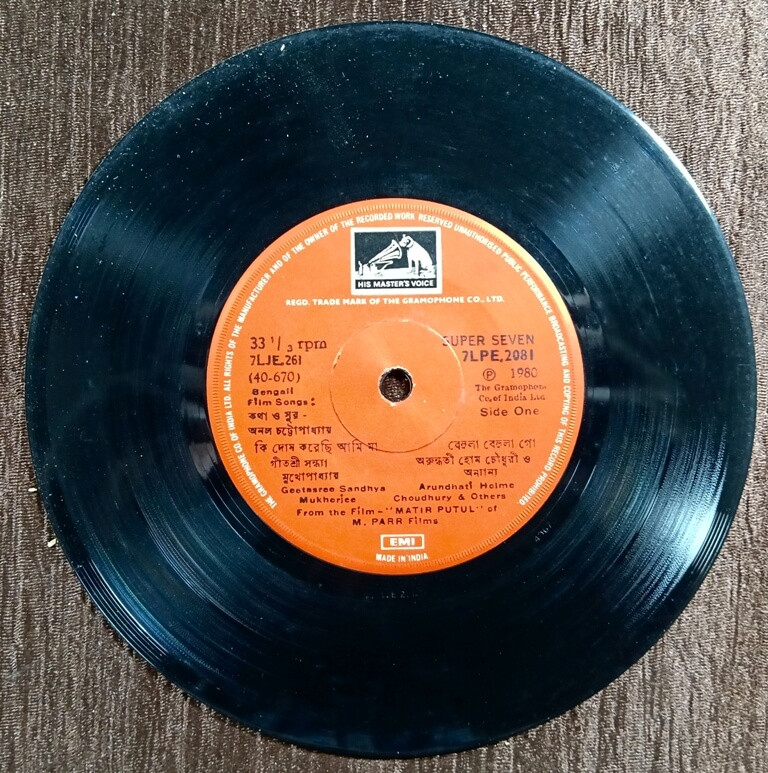 THE GRAMOPHONE CO. OF INDIA LTD. ALL RIGHTS OF THE MANUFACTURER AND OF THE OWNER OF THE RECORDED WORK RESERVED UNAUTHORISED PUBLIC PERFORMANCE BROADCASTING AND COPYING OF THIS RECORD PROHIBITED
HIS MASTER'S VOICE
REGD. TRADE MARK OF THE GRAMOPHONE CO., LTD.
33 1/3 rpm
7LJE.261
(40-670)
Bengali
Film Songs:
কথা ও সুর -
অনল চট্টোপাধ্যায়
SUPER SEVEN
7LPE.2081
Ⓟ 1980
The Gramophone
Co. of India Ltd
Side One
কি দোষ করেছি আমি মা
গীতশ্রী সন্ধ্যা
মুখোপাধ্যায়
Geetasree Sandhya
Mukherjee
বেহুলা বেহুলা গো
অরুন্ধতী হোম চৌধুরী ও
অন্যান্য
Arundhati Holme
Choudhury & Others
From the Film - "MATIR PUTUL" of
M. PARR Films
EMI
MADE IN INDIA